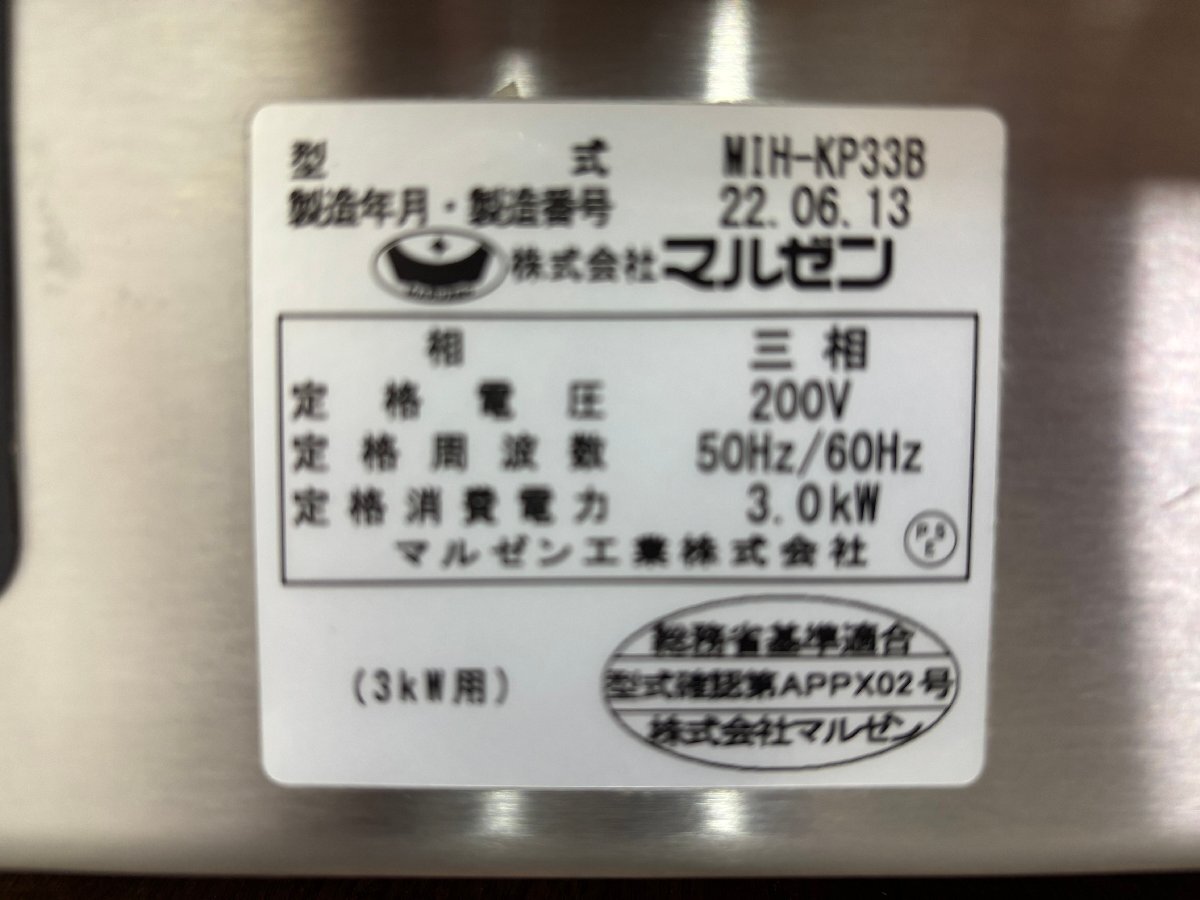 型式 MIH-KP33B
製造年月・製造番号 22.06.13
株式会社マルゼン
相 三相
定格電圧 200V
定格周波数 50Hz/60Hz
定格消費電力 3.0kW
マルゼン工業株式会社
PSE
(3kW用)
総務省基準適合
型式確認第APPX02号
株式会社マルゼン